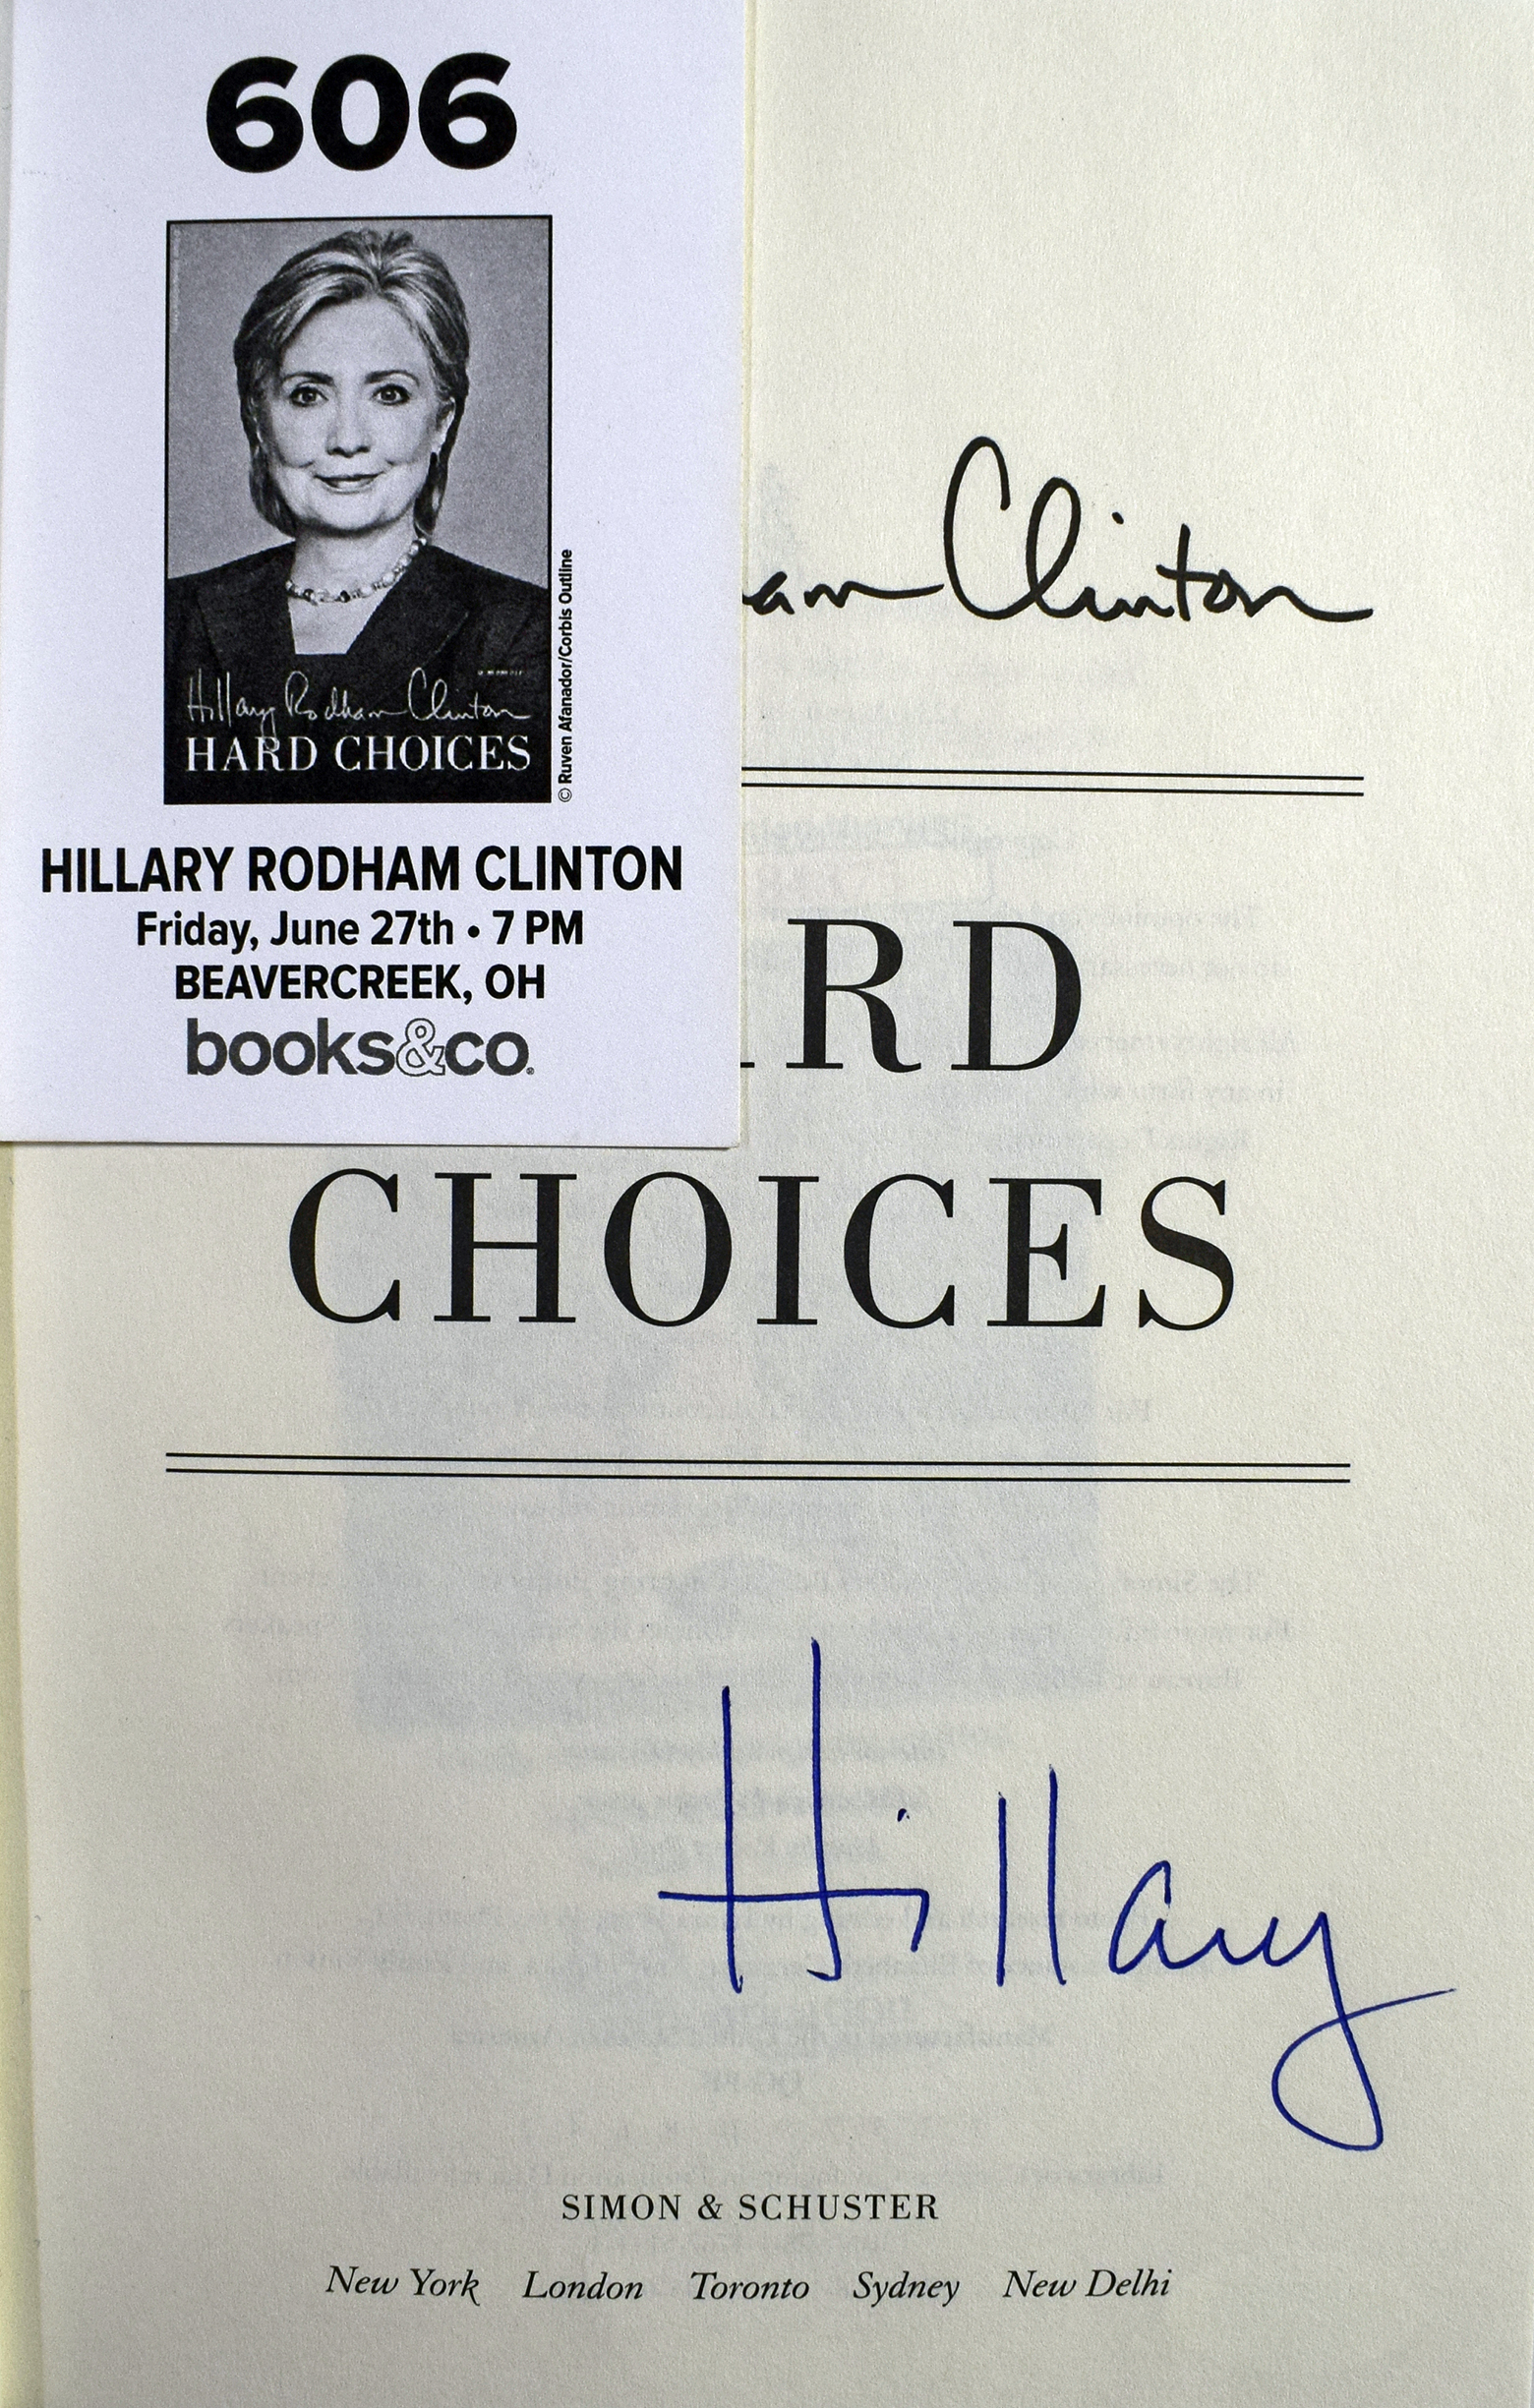 606
Hillary Rodham Clinton
HARD CHOICES
© Ruven Afanador/Corbis Outline
HILLARY RODHAM CLINTON
Friday, June 27th • 7 PM
BEAVERCREEK, OH
books&co.
am Clinton
RD
CHOICES
Hillary
SIMON & SCHUSTER
New York London Toronto Sydney New Delhi